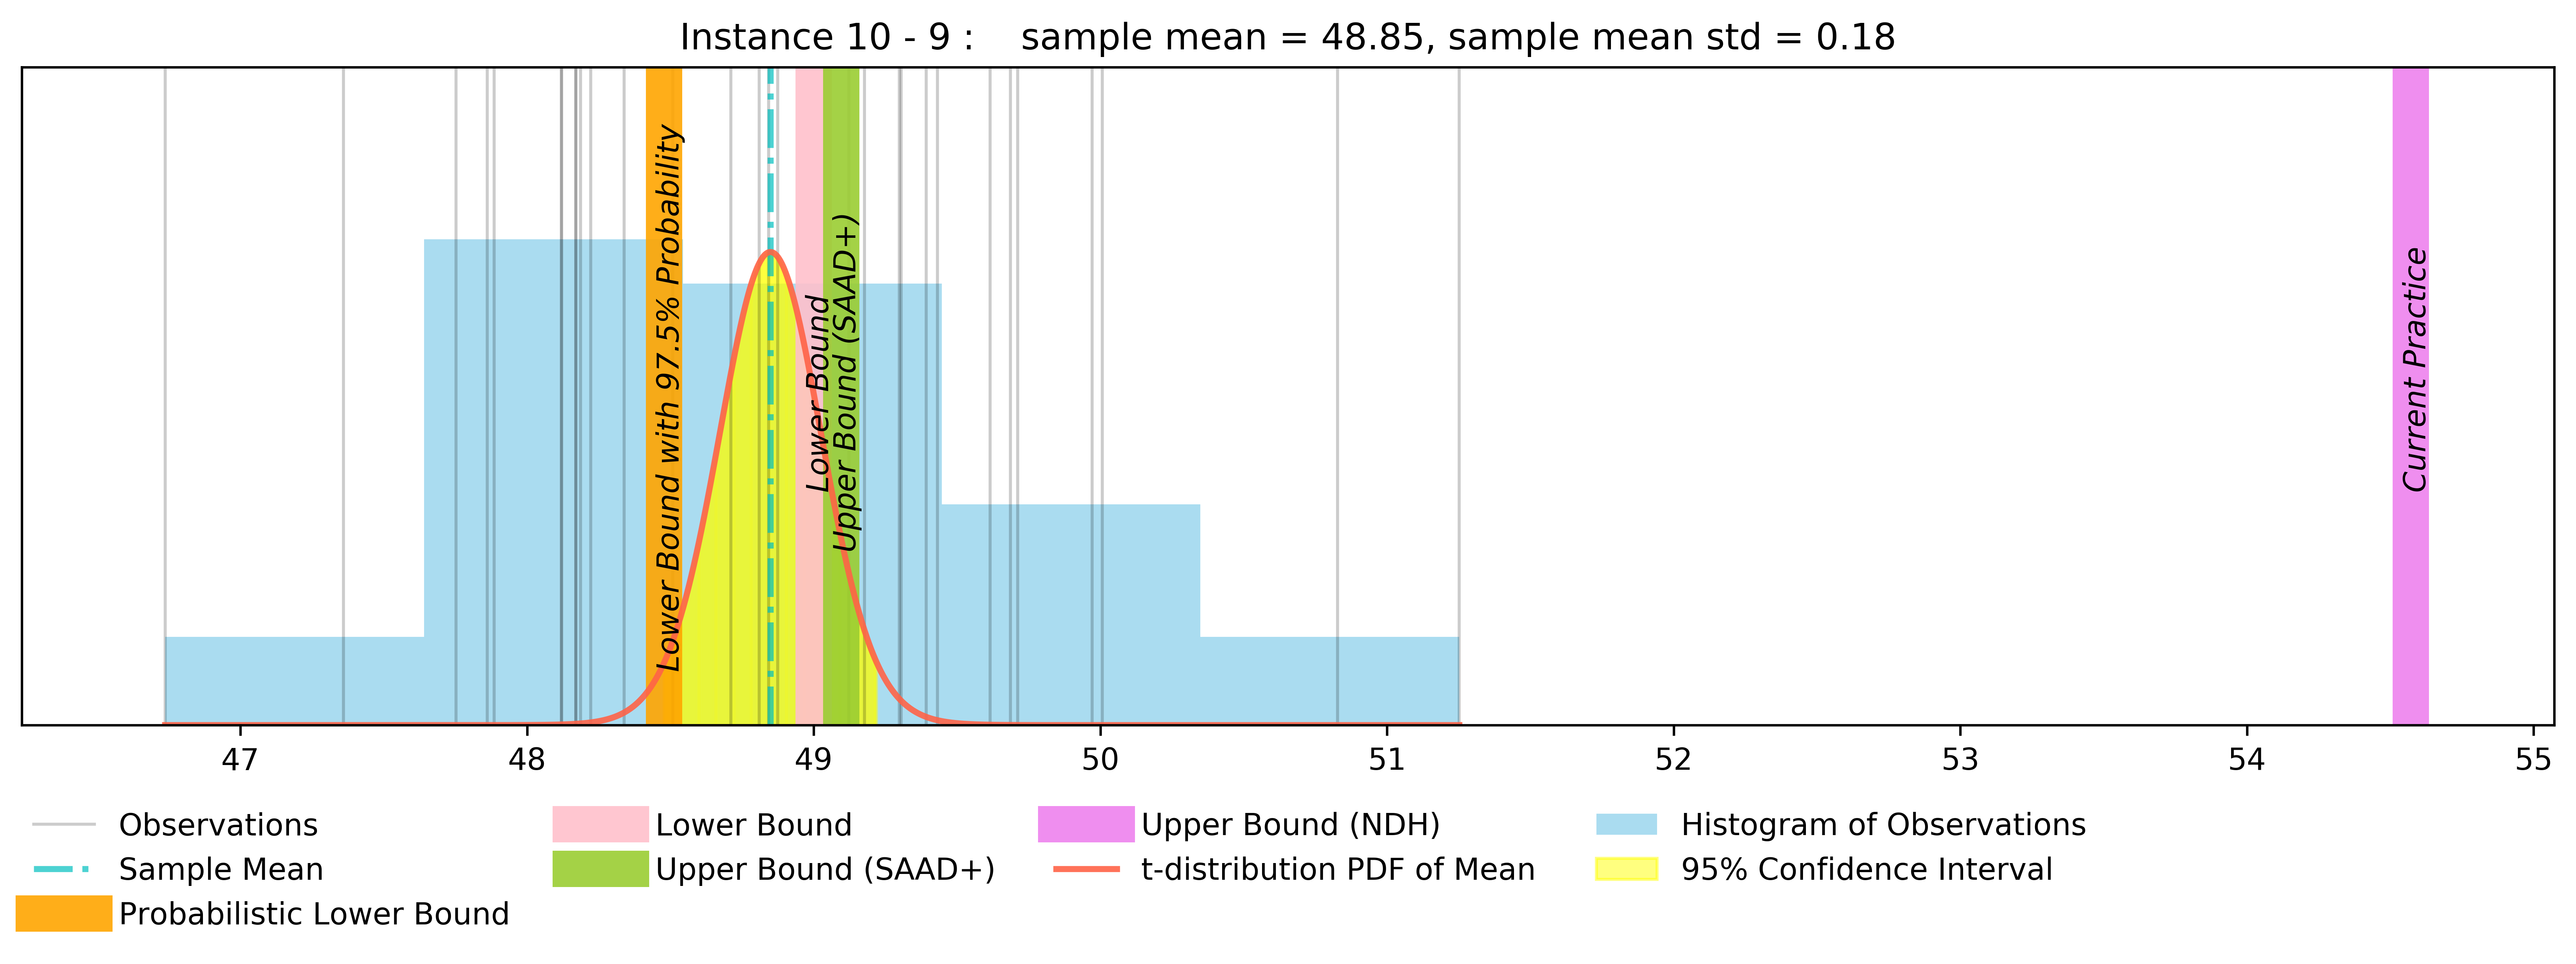 Instance 10 - 9 :    sample mean = 48.85, sample mean std = 0.18
Lower Bound with 97.5% Probability
Lower Bound
Upper Bound (SAAD+)
Current Practice
47 48 49 50 51 52 53 54 55
Observations
Sample Mean
Probabilistic Lower Bound
Lower Bound
Upper Bound (SAAD+)
Upper Bound (NDH)
t-distribution PDF of Mean
Histogram of Observations
95% Confidence Interval